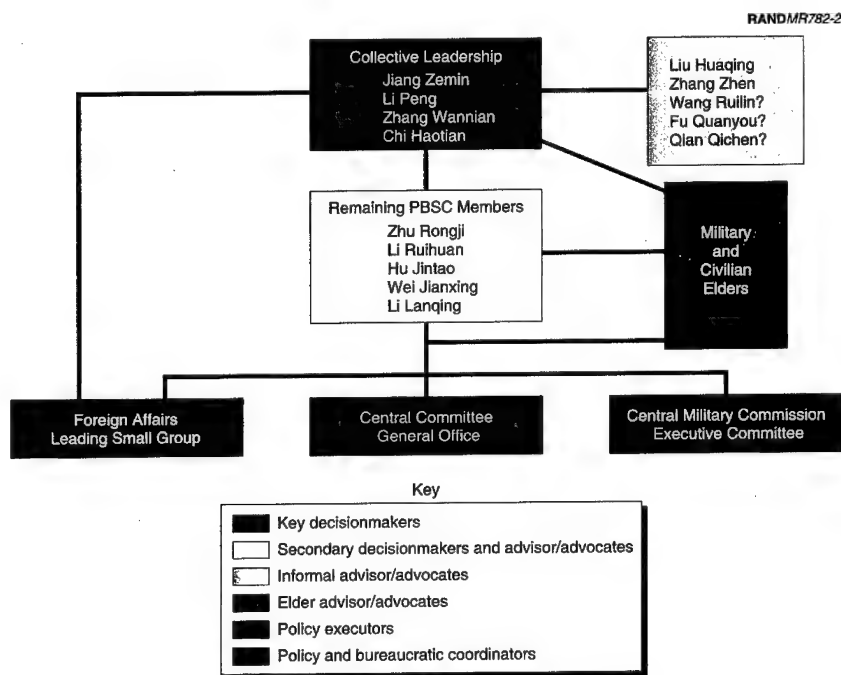 RANDMR782-2
Collective Leadership
Jiang Zemin
Li Peng
Zhang Wannian
Chi Haotian
Liu Huaqing
Zhang Zhen
Wang Ruilin?
Fu Quanyou?
Qian Qichen?
Remaining PBSC Members
Zhu Rongji
Li Ruihuan
Hu Jintao
Wei Jianxing
Li Lanqing
Military
and
Civilian
Elders
Foreign Affairs
Leading Small Group
Central Committee
General Office
Central Military Commission
Executive Committee
Key
Key decisionmakers
Secondary decisionmakers and advisor/advocates
Informal advisor/advocates
Elder advisor/advocates
Policy executors
Policy and bureaucratic coordinators